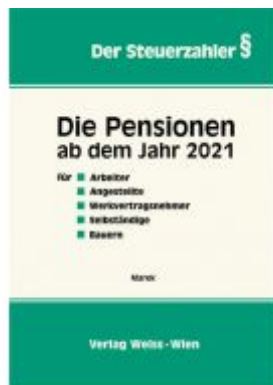 Der Steuerzahler §
Die Pensionen
ab dem Jahr 2021
für ■ Arbeiter
■ Angestellte
■ Werkvertragsnehmer
■ Selbständige
■ Bauern
Marek
Verlag Weiss-Wien